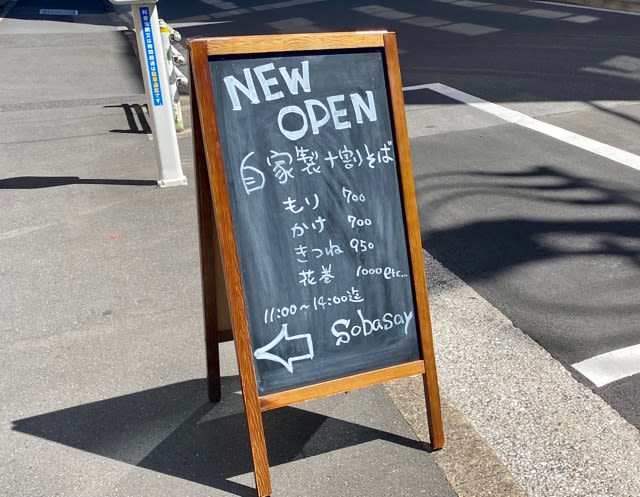 NEW
OPEN
自家製十割そば
もり 700
かけ 700
きつね 950
花巻 1000 etc...
11:00～14:00迄
Sobasay